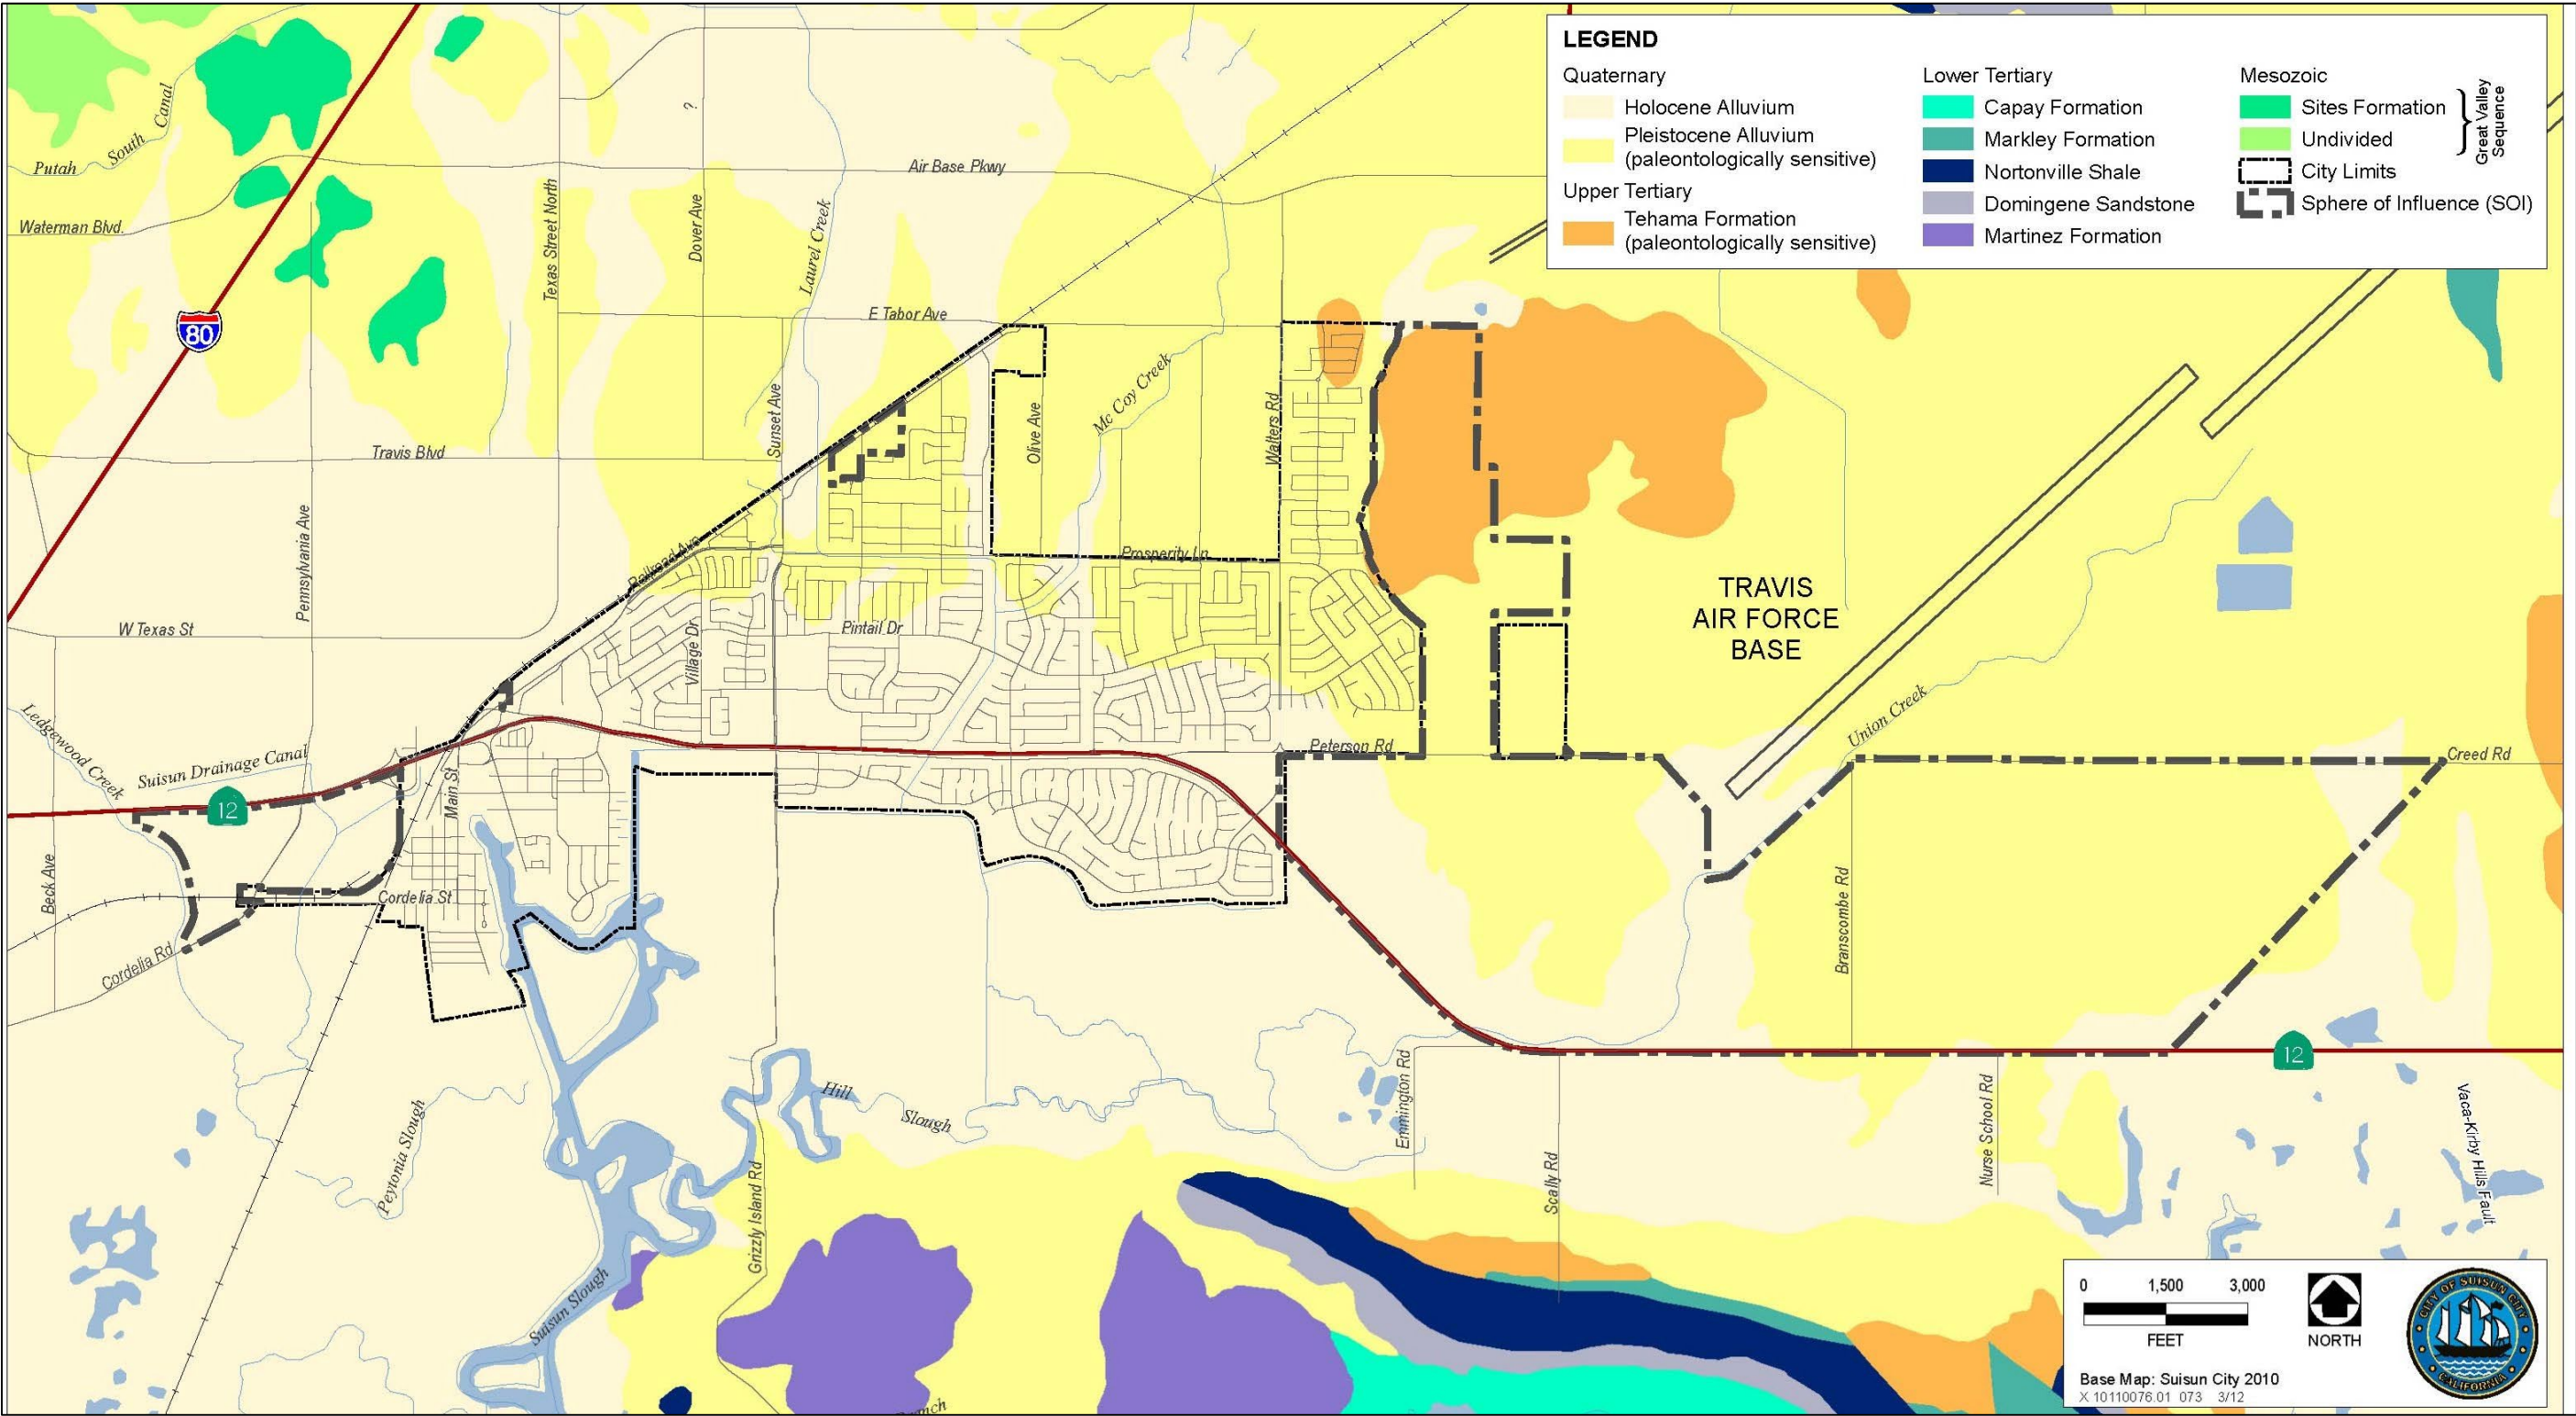 LEGEND
Quaternary
Holocene Alluvium
Pleistocene Alluvium
(paleontologically sensitive)
Upper Tertiary
Tehama Formation
(paleontologically sensitive)
Lower Tertiary
Capay Formation
Markley Formation
Nortonville Shale
Domingene Sandstone
Martinez Formation
Mesozoic
Sites Formation
Undivided
Great Valley
Sequence
City Limits
Sphere of Influence (SOI)
Putah South Canal
?
Air Base Pkwy
Waterman Blvd.
Texas Street North
Dover Ave
Laurel Creek
80
E Tabor Ave
Mc Coy Creek
Sunset Ave
Olive Ave
Walters Rd
Travis Blvd
Pennsylvania Ave
Railroad Ave
Prosperity Ln
TRAVIS
AIR FORCE
BASE
W Texas St
Village Dr
Pintail Dr
Ledgewood Creek
Suisun Drainage Canal
Main St
Peterson Rd
Union Creek
Creed Rd
12
Beck Ave
Cordelia St
Cordelia Rd
Branscombe Rd
12
Peytonia Slough
Hill Slough
Emmington Rd
Nurse School Rd
Vaca-Kirby Hills Fault
Grizzly Island Rd
Scally Rd
Suisun Slough
0 1,500 3,000
FEET
NORTH
Base Map: Suisun City 2010
X 10110076.01 073 3/12
CITY OF SUISUN CITY
CALIFORNIA